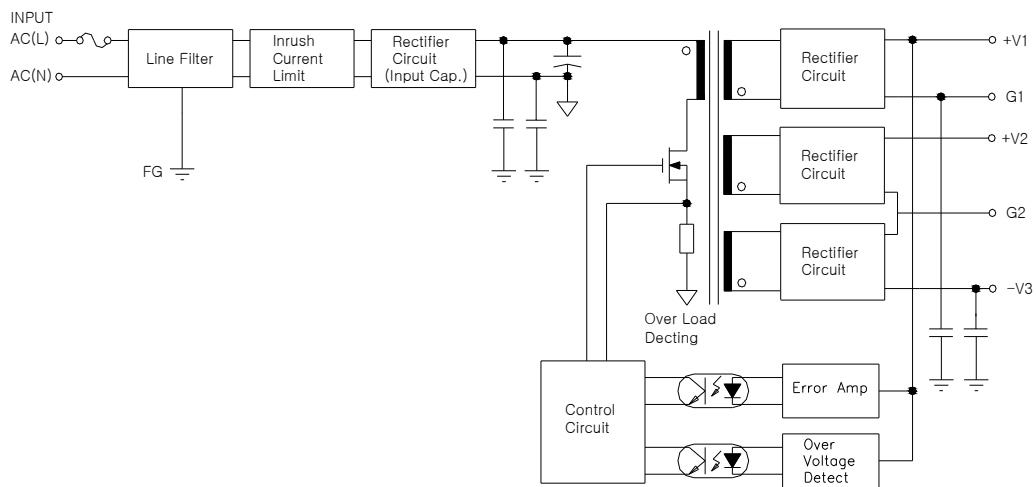 INPUT
AC(L)
AC(N)
Line Filter
FG
Inrush
Current
Limit
Rectifier
Circuit
(Input Cap.)
Rectifier
Circuit
+V1
G1
Rectifier
Circuit
+V2
G2
Rectifier
Circuit
-V3
Over Load
Decting
Control
Circuit
Error Amp
Over
Voltage
Detect